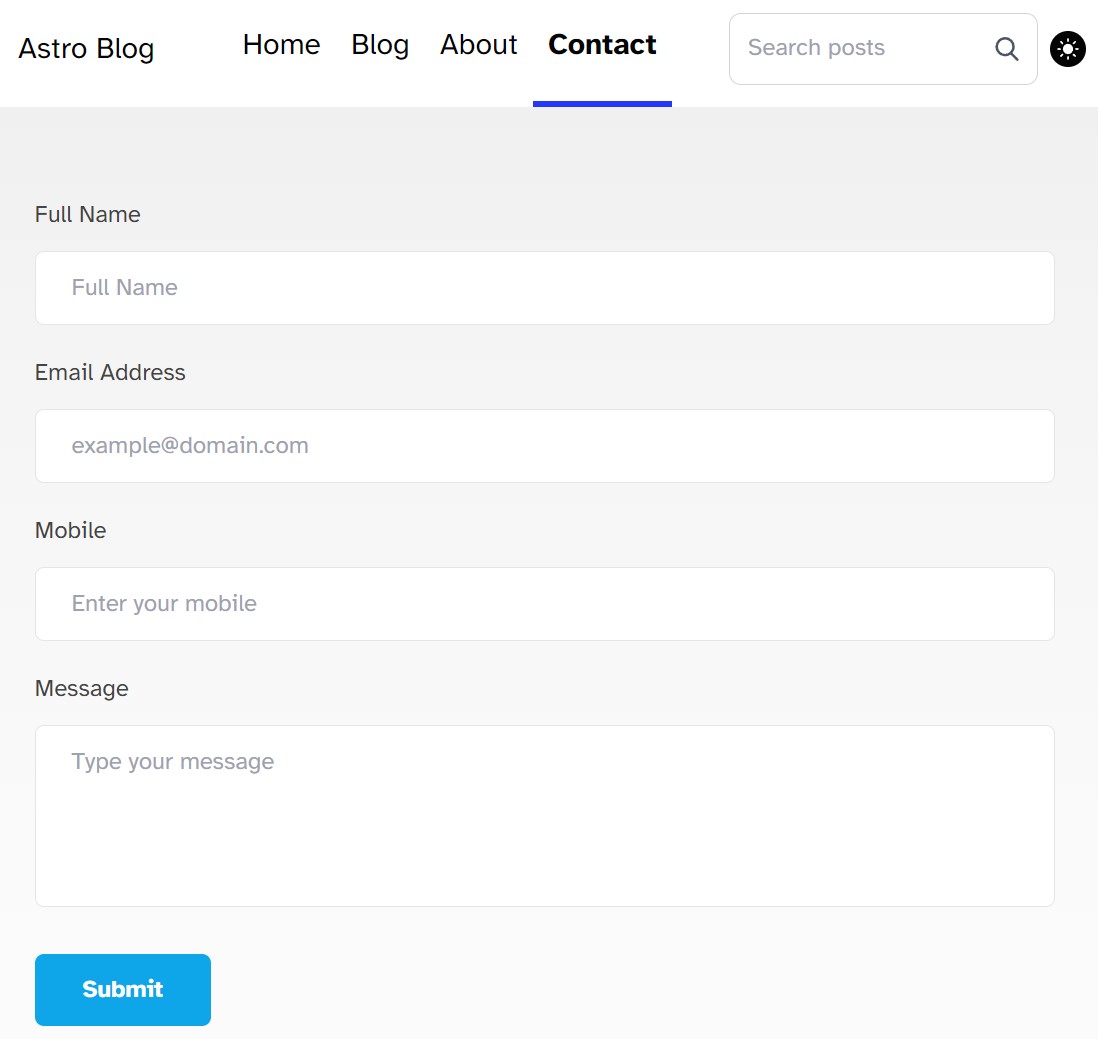 Astro Blog Home Blog About Contact Search posts
Full Name
Full Name
Email Address
example@domain.com
Mobile
Enter your mobile
Message
Type your message
Submit